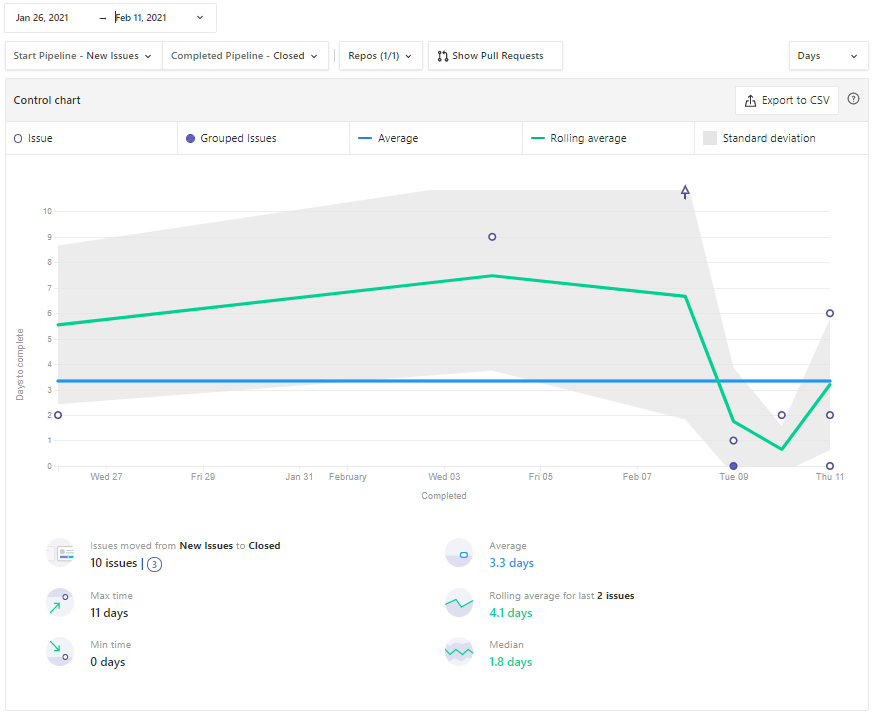 Jan 26, 2021 → Feb 11, 2021
Start Pipeline - New Issues Completed Pipeline - Closed Repos (1/1) Show Pull Requests Days
Control chart Export to CSV ?
Issue Grouped Issues Average Rolling average Standard deviation
10
9
8
7
6
5
4
3
2
1
0
Days to complete
Wed 27 Fri 29 Jan 31 February Wed 03 Fri 05 Feb 07 Tue 09 Thu 11
Completed
Issues moved from New Issues to Closed
10 issues | 3
Average
3.3 days
Max time
11 days
Rolling average for last 2 issues
4.1 days
Min time
0 days
Median
1.8 days